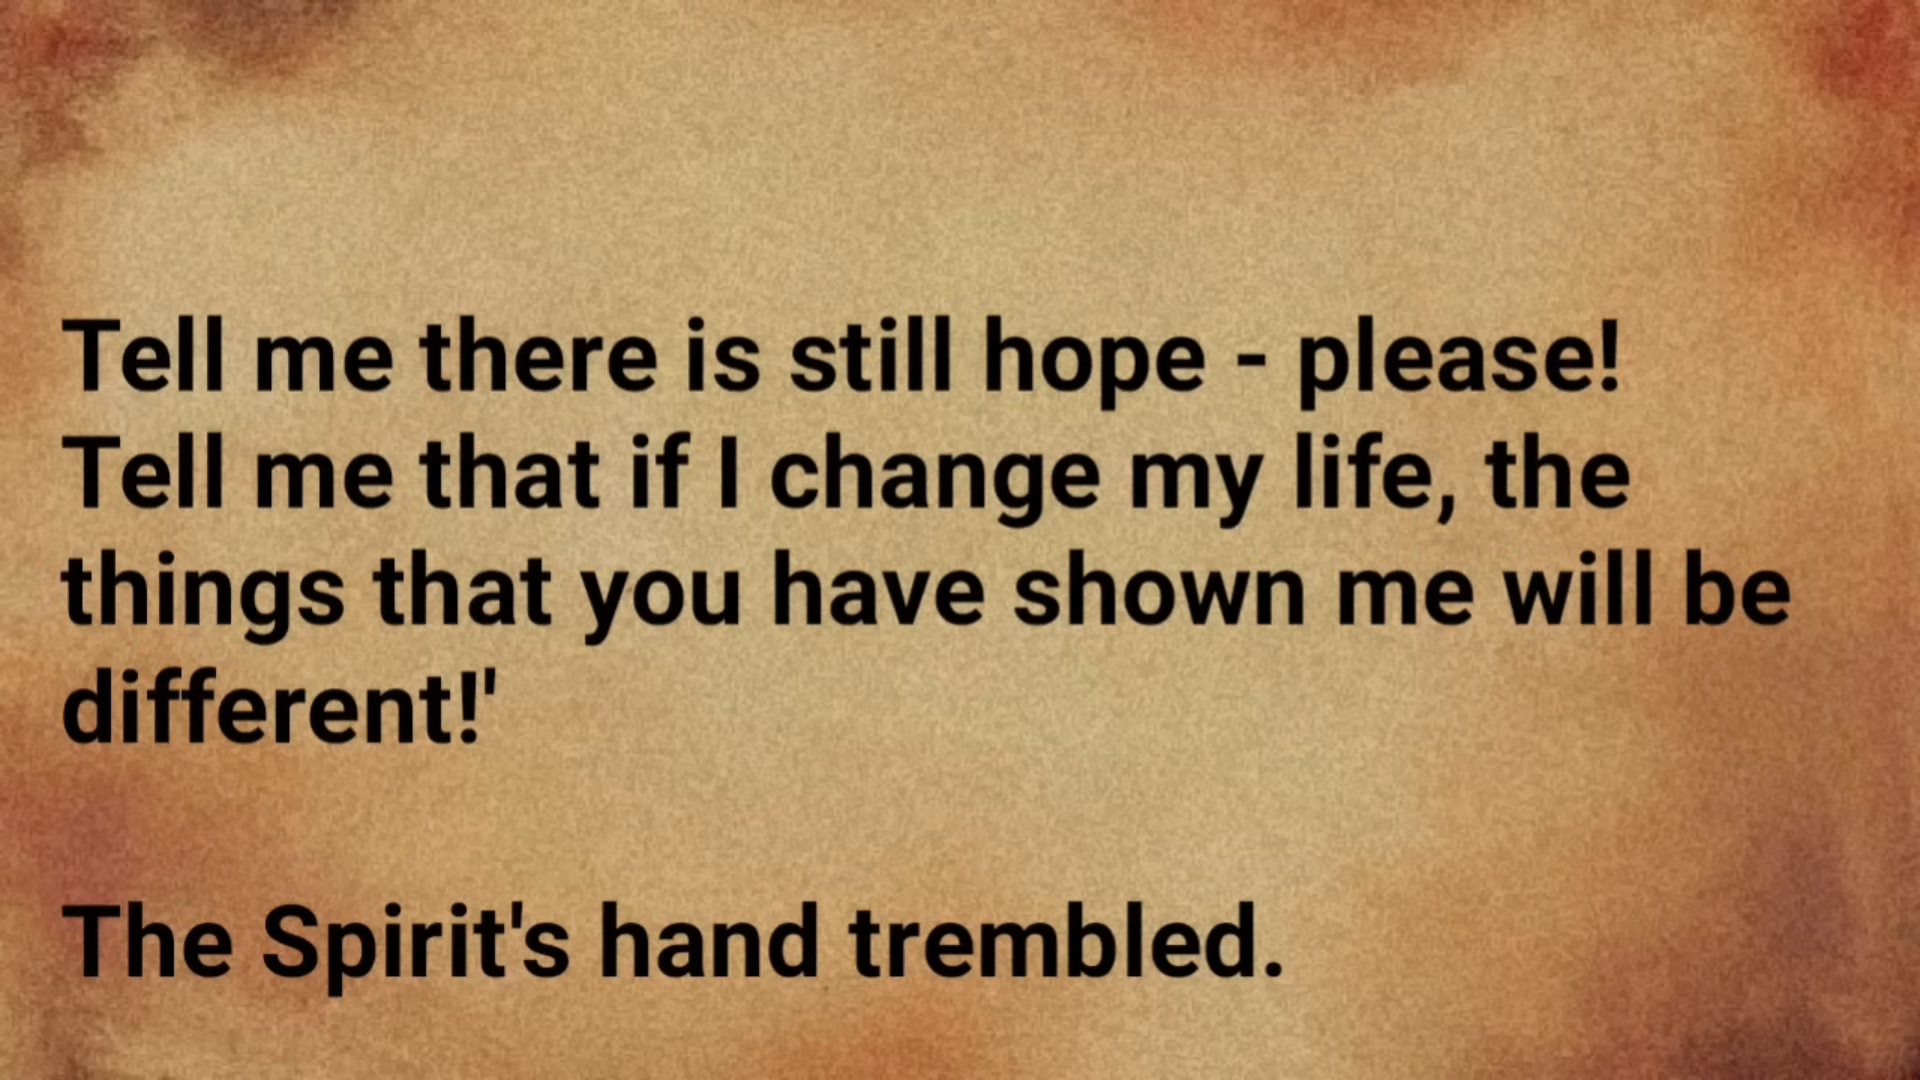 Tell me there is still hope - please!
Tell me that if I change my life, the
things that you have shown me will be
different!'
The Spirit's hand trembled.